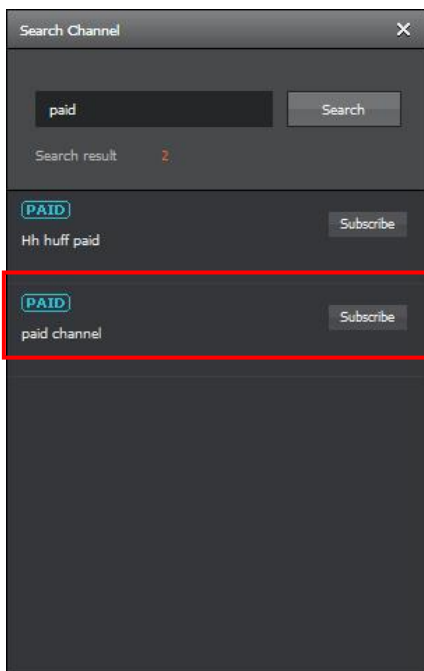 Search Channel
paid
Search
Search result 2
PAID
Subscribe
Hh huff paid
PAID
Subscribe
paid channel